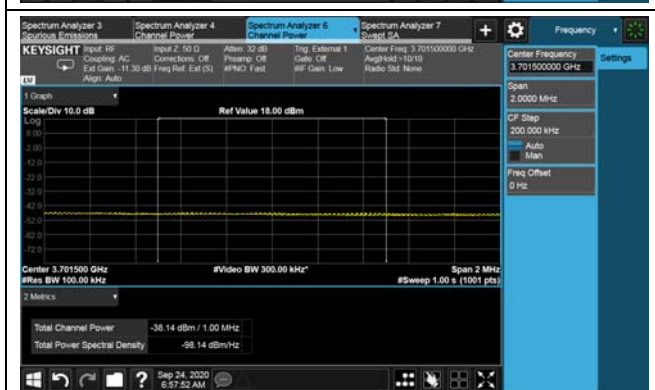 Spectrum Analyzer 3
Spurious Emissions
Spectrum Analyzer 4
Channel Power
Spectrum Analyzer 6
Channel Power
Spectrum Analyzer 7
Swept SA
+
Frequency
KEYSIGHT
Input: RF
Coupling: AC
Ext Gain: -11.30 dB
Align: Auto
Input Z: 50 Ω
Corrections: Off
Freq Ref: Ext (S)
Atten: 32 dB
Preamp: Off
#PNO: Fast
Trig: External 1
Gate: Off
#IF Gain: Low
Center Freq: 3.701500000 GHz
Avg|Hold:>10/10
Radio Std: None
LXI
Center Frequency
3.701500000 GHz
Settings
Span
2.0000 MHz
CF Step
200.000 kHz
Auto
Man
Freq Offset
0 Hz
1 Graph
Scale/Div 10.0 dB
Ref Value 18.00 dBm
Log
8.00
-2.00
-12.0
-22.0
-32.0
-42.0
-52.0
-62.0
-72.0
Center 3.701500 GHz
#Res BW 100.00 kHz
#Video BW 300.00 kHz*
Span 2 MHz
#Sweep 1.00 s (1001 pts)
2 Metrics
Total Channel Power -38.14 dBm / 1.00 MHz
Total Power Spectral Density -98.14 dBm/Hz
?
Sep 24, 2020
6:57:52 AM